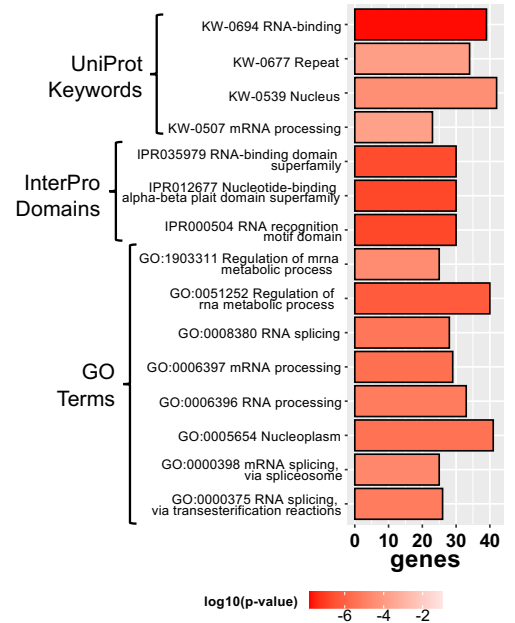 UniProt
Keywords
KW-0694 RNA-binding
KW-0677 Repeat
KW-0539 Nucleus
KW-0507 mRNA processing
InterPro
Domains
IPR035979 RNA-binding domain
superfamily
IPR012677 Nucleotide-binding
alpha-beta plait domain superfamily
IPR000504 RNA recognition
motif domain
GO
Terms
GO:1903311 Regulation of mrna
metabolic process
GO:0051252 Regulation of
rna metabolic process
GO:0008380 RNA splicing
GO:0006397 mRNA processing
GO:0006396 RNA processing
GO:0005654 Nucleoplasm
GO:0000398 mRNA splicing,
via spliceosome
GO:0000375 RNA splicing,
via transesterification reactions
0 10 20 30 40
genes
log10(p-value)
-6 -4 -2